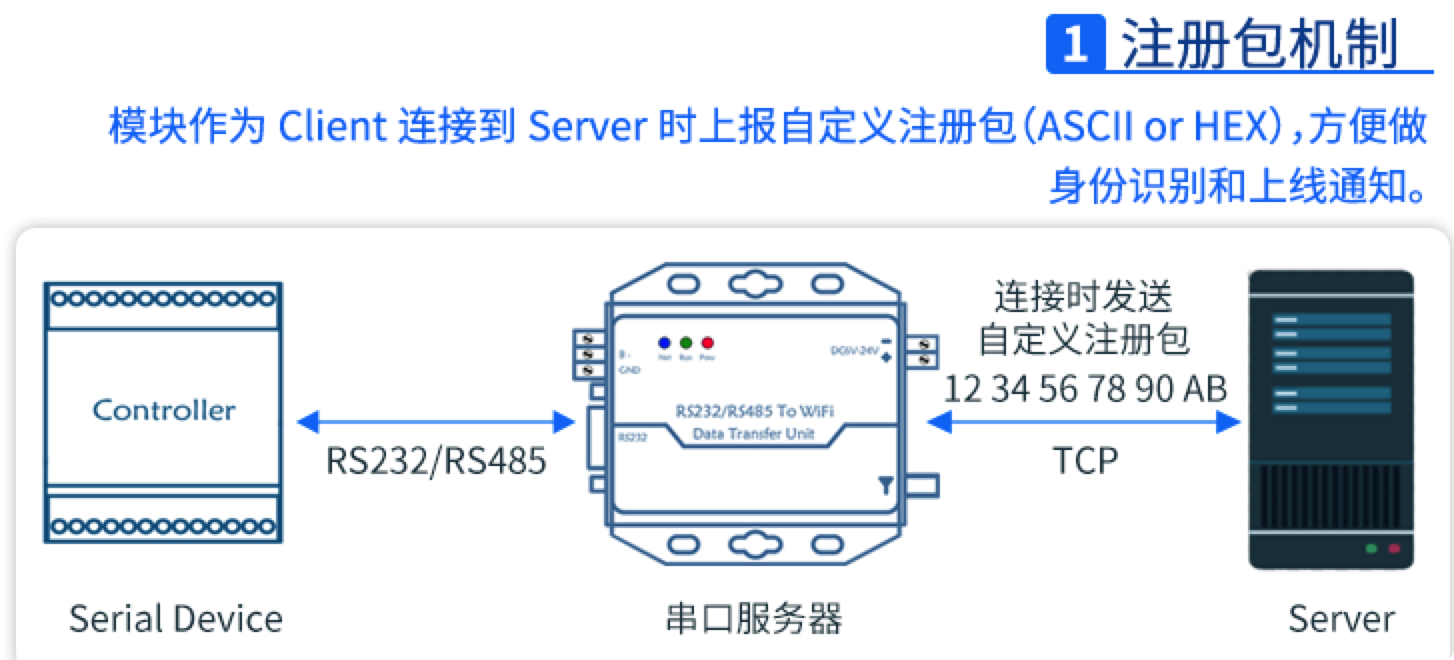 1 注册包机制
模块作为 Client 连接到 Server 时上报自定义注册包(ASCII or HEX),方便做
身份识别和上线通知。
Controller
RS232/RS485
B -
GND
RS232
Net Run Pow
DC6V-24V
RS232/RS485 To WiFi
Data Transfer Unit
连接时发送
自定义注册包
12 34 56 78 90 AB
TCP
Serial Device
串口服务器
Server